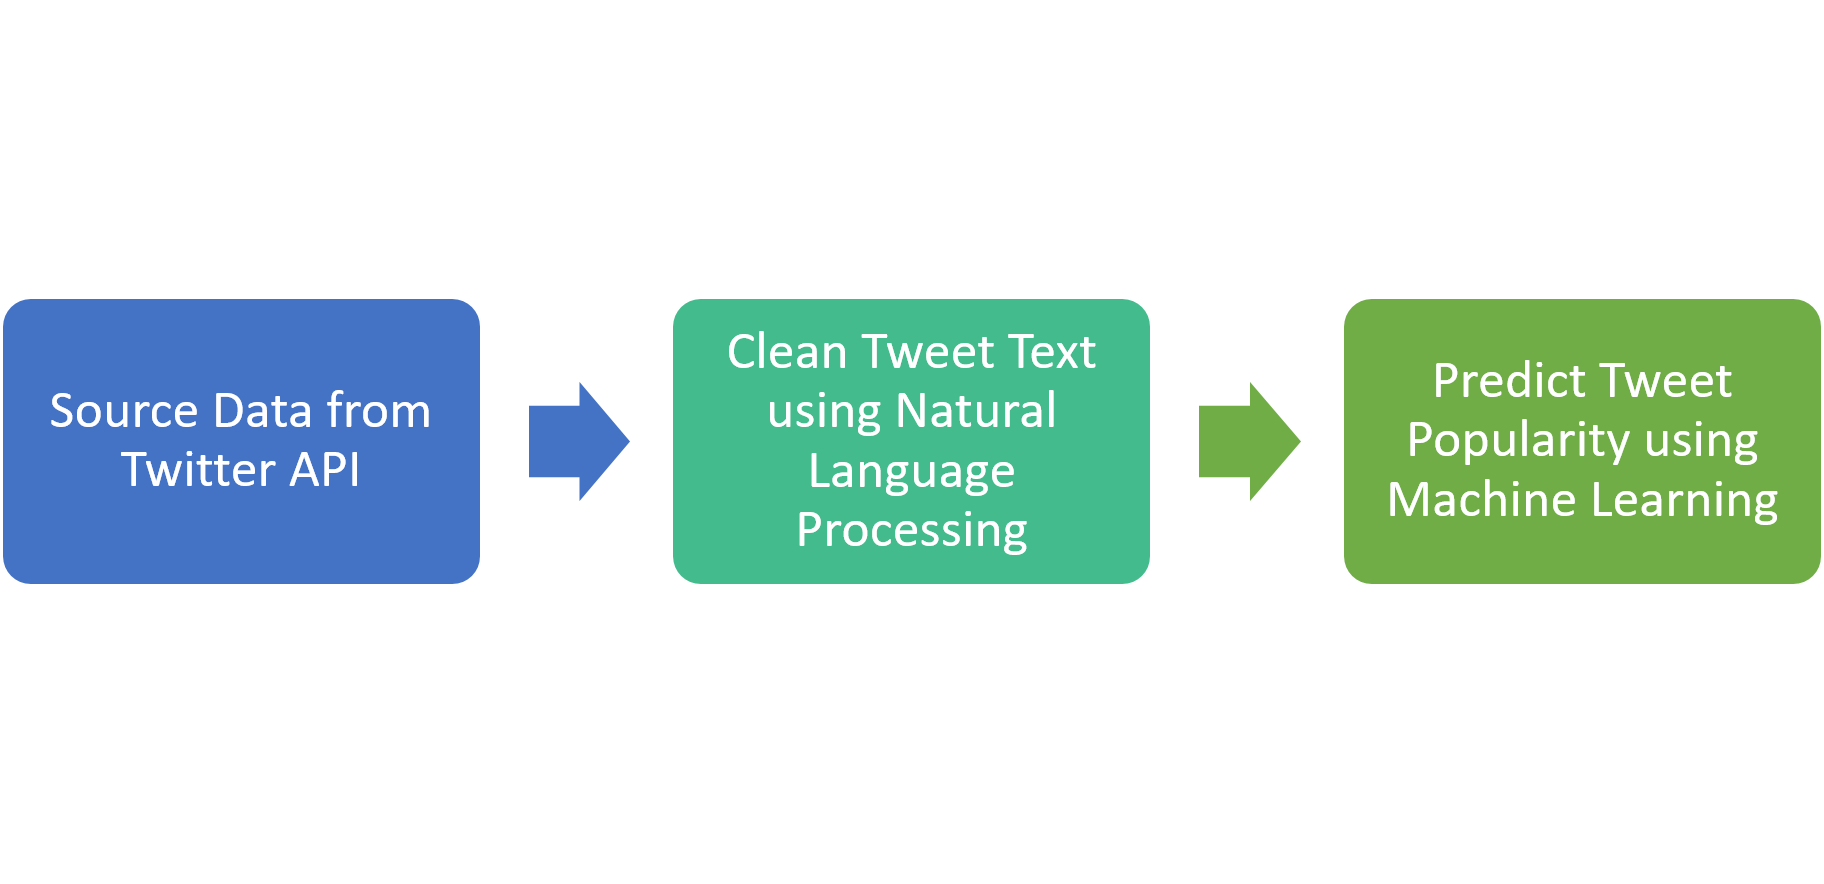 Source Data from
Twitter API
Clean Tweet Text
using Natural
Language
Processing
Predict Tweet
Popularity using
Machine Learning